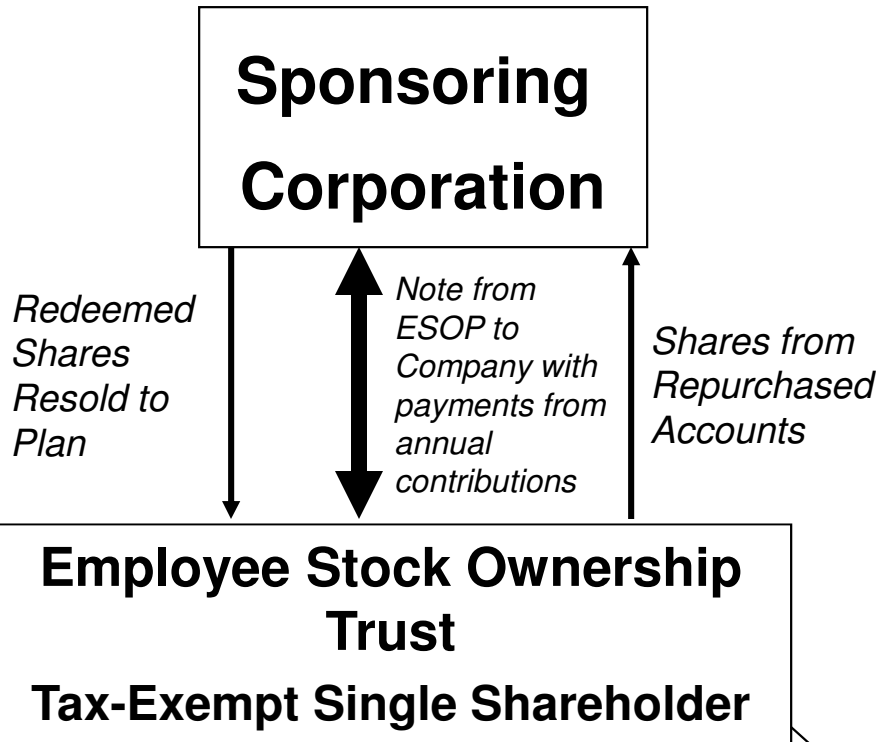 Sponsoring
Corporation
Redeemed
Shares
Resold to
Plan
Note from
ESOP to
Company with
payments from
annual
contributions
Shares from
Repurchased
Accounts
Employee Stock Ownership
Trust
Tax-Exempt Single Shareholder